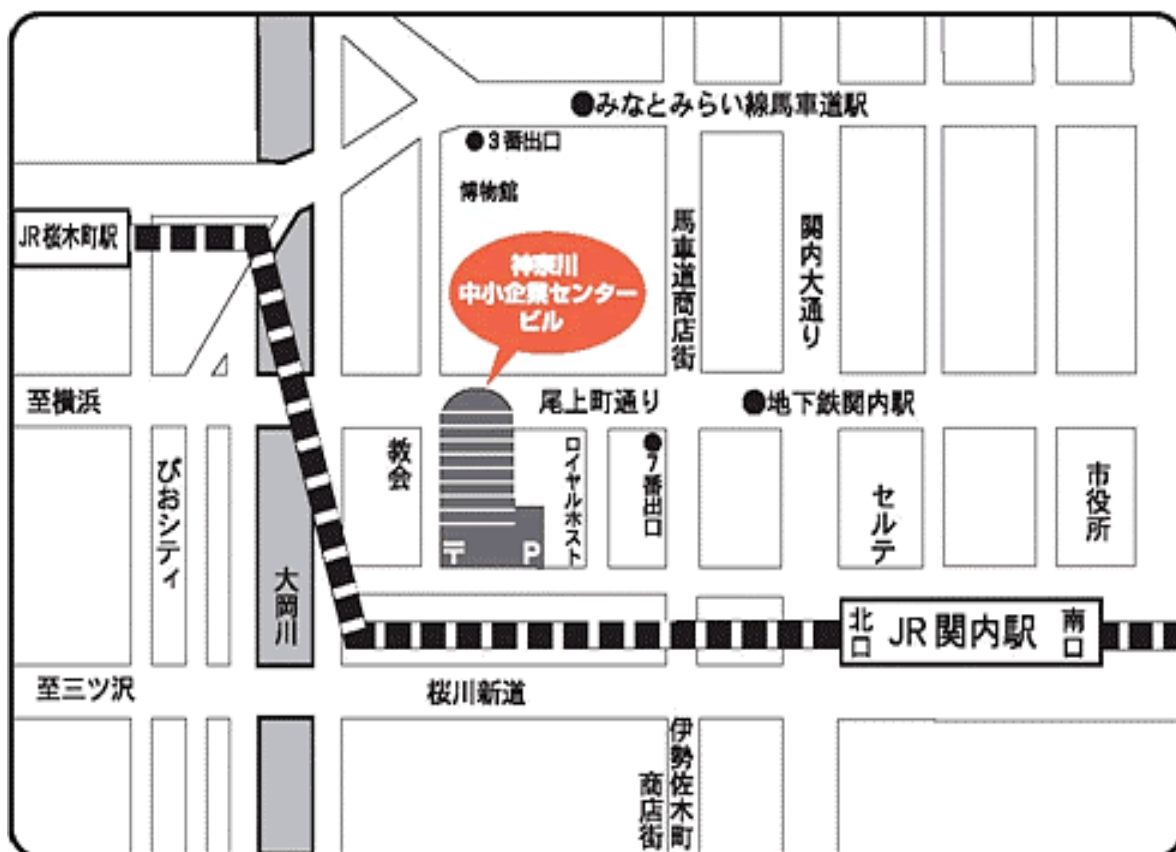 ●みなとみらい線馬車道駅
●3番出口
博物館
JR桜木町駅
神奈川
中小企業センター
ビル
馬車道商店街
関内大通り
至横浜
尾上町通り
●地下鉄関内駅
ぴおシティ
教会
ロイヤルホスト
●7番出口
セルテ
市役所
〒
P
大岡川
北口
JR関内駅
南口
至三ツ沢
桜川新道
伊勢佐木町
商店街